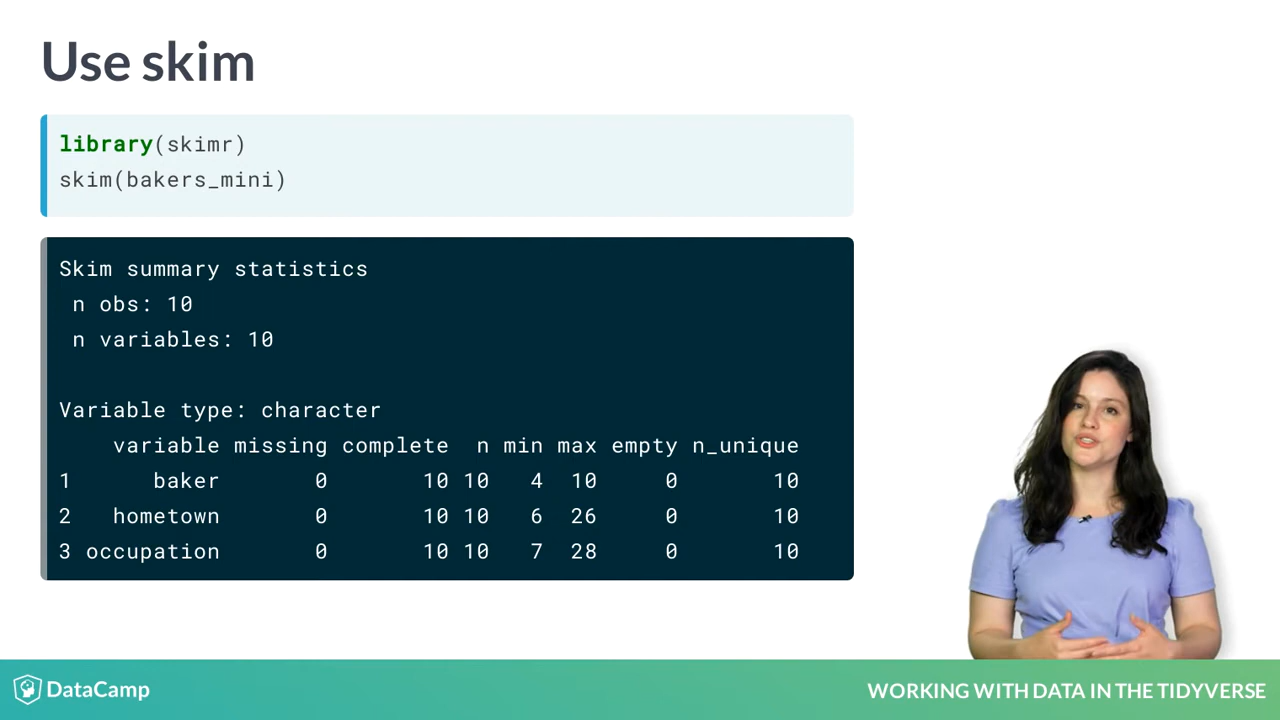 Use skim
library(skimr)
skim(bakers_mini)
Skim summary statistics
 n obs: 10
 n variables: 10
Variable type: character
    variable missing complete  n min max empty n_unique
1      baker       0       10 10   4  10     0       10
2   hometown       0       10 10   6  26     0       10
3 occupation       0       10 10   7  28     0       10
DataCamp
WORKING WITH DATA IN THE TIDYVERSE